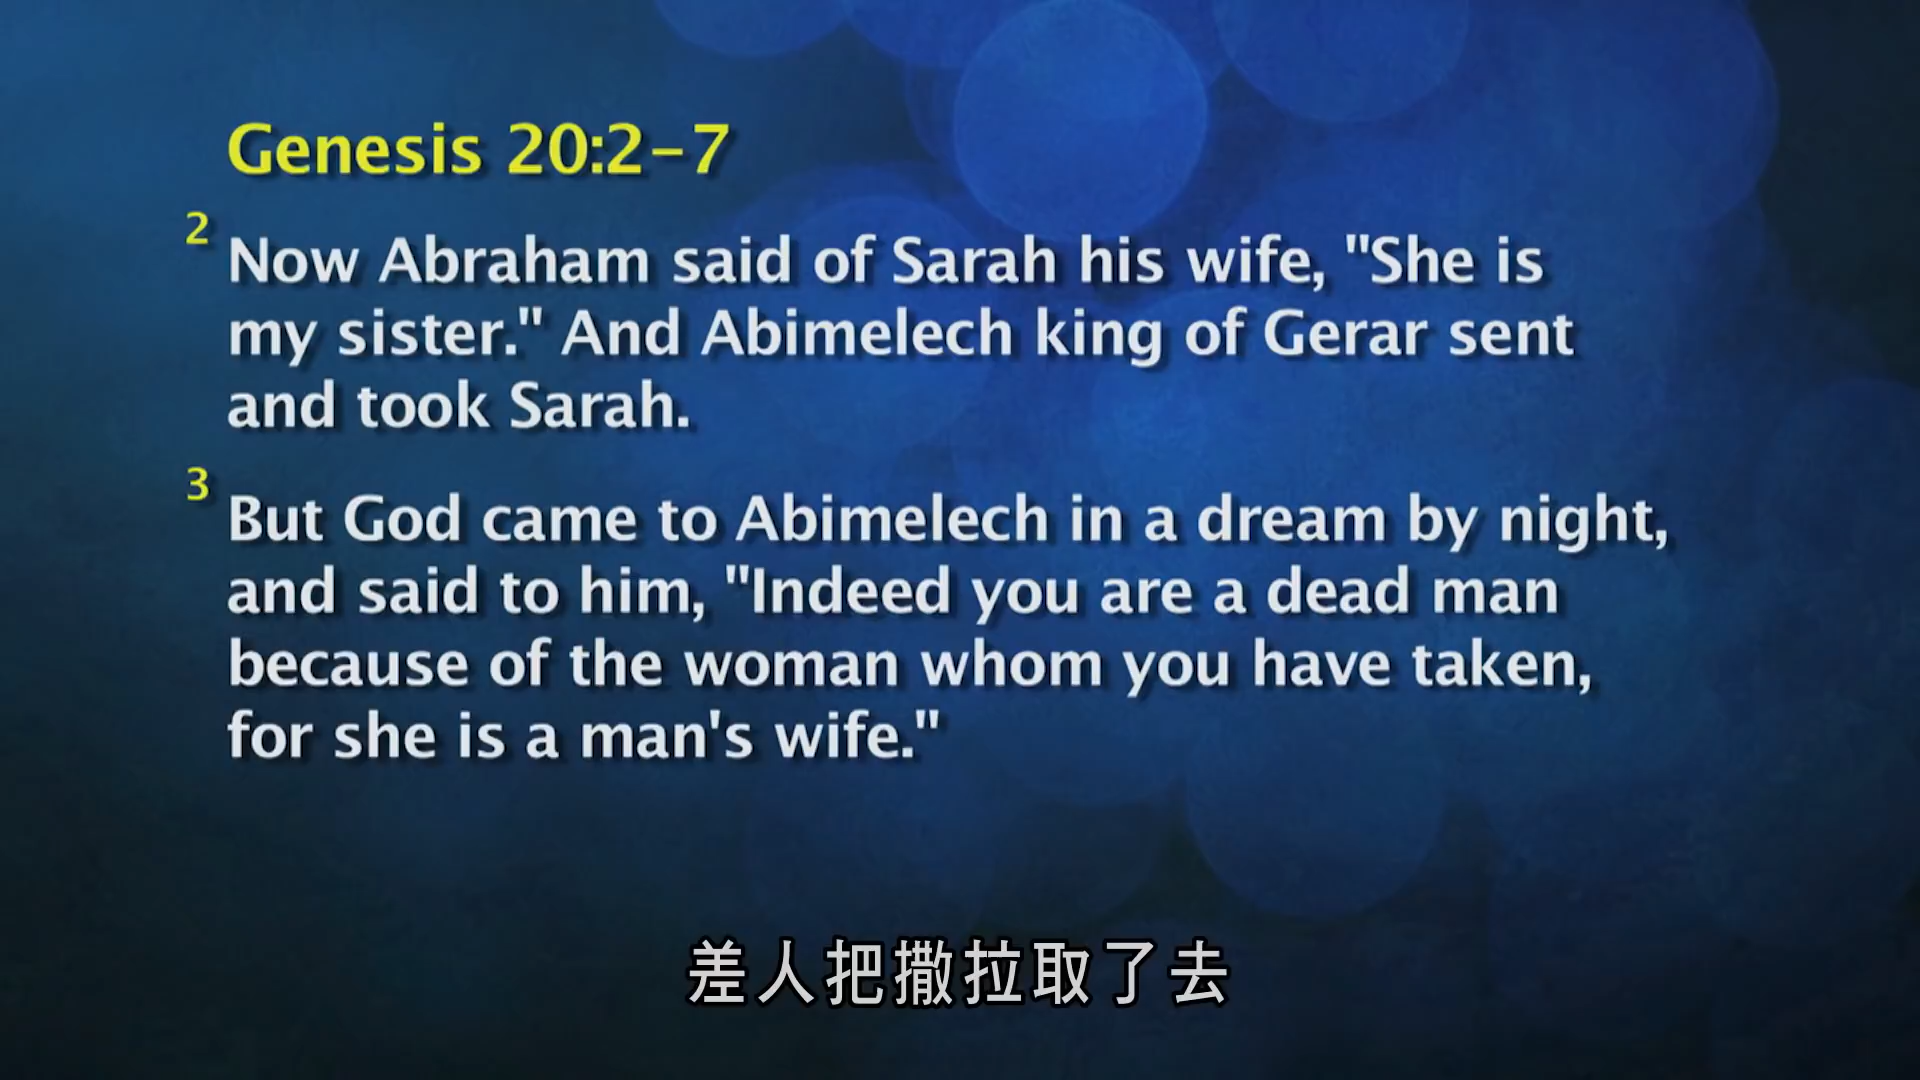 Genesis 20:2-7
2 Now Abraham said of Sarah his wife, "She is
my sister." And Abimelech king of Gerar sent
and took Sarah.
3 But God came to Abimelech in a dream by night,
and said to him, "Indeed you are a dead man
because of the woman whom you have taken,
for she is a man's wife."
差人把撒拉取了去